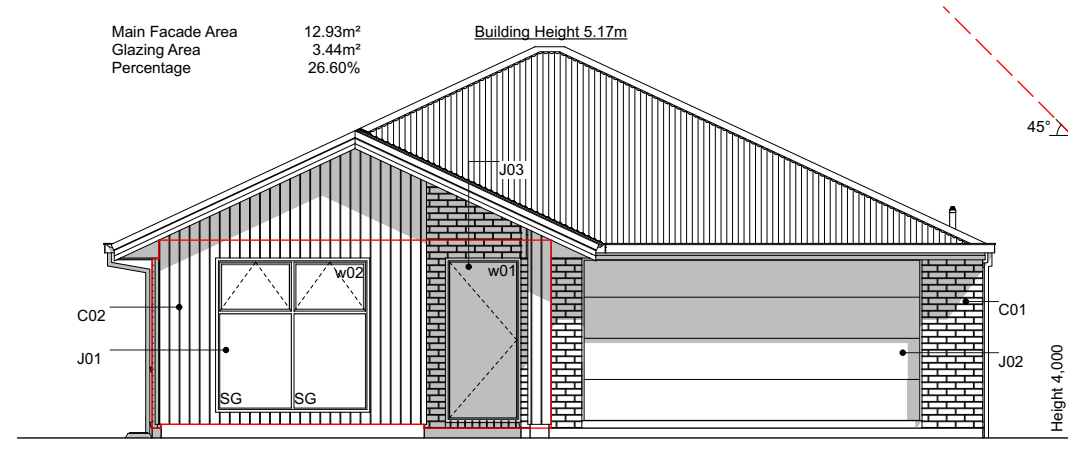 Main Facade Area 12.93m²
Glazing Area 3.44m²
Percentage 26.60%
Building Height 5.17m
45°
J03
w02
w01
C02
C01
J01
J02
SG SG
Height 4,000